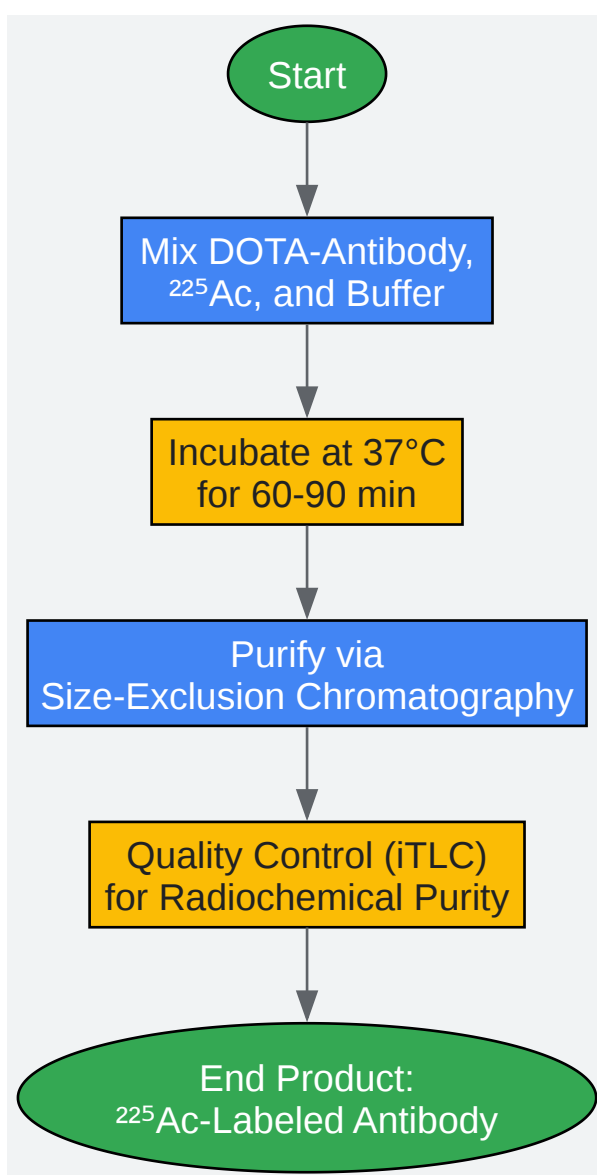 Start
Mix DOTA-Antibody,
²²⁵Ac, and Buffer
Incubate at 37°C
for 60-90 min
Purify via
Size-Exclusion Chromatography
Quality Control (iTLC)
for Radiochemical Purity
End Product:
²²⁵Ac-Labeled Antibody